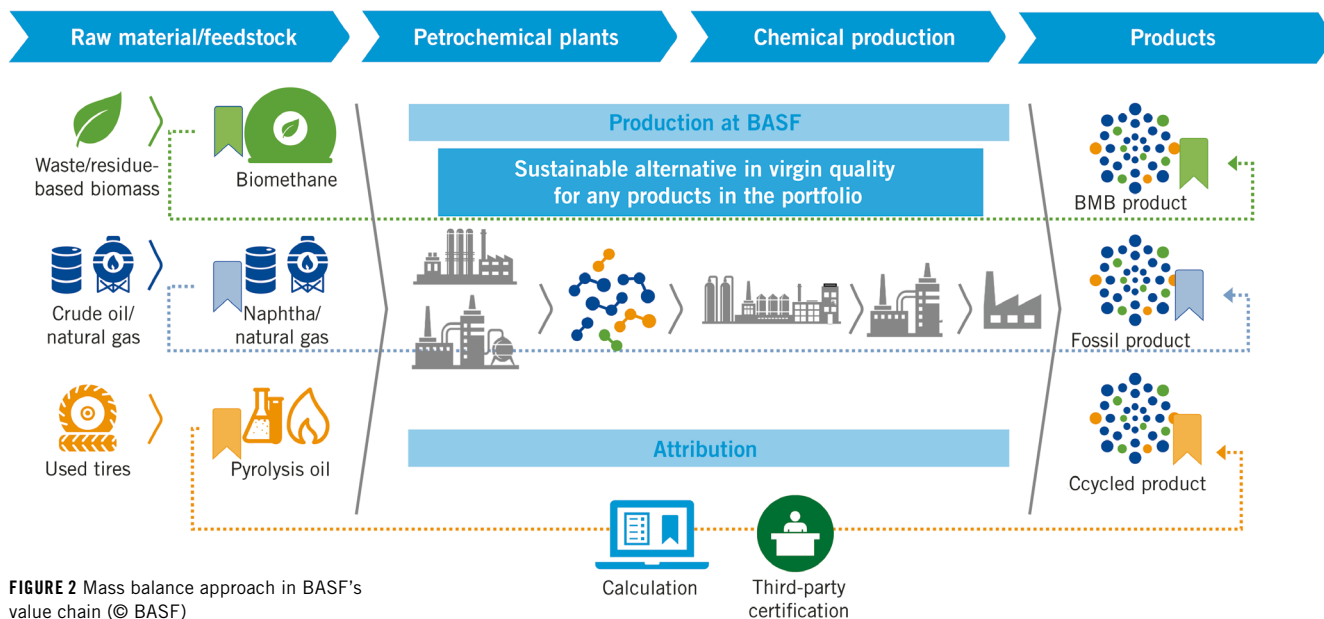 Raw material/feedstock
Petrochemical plants
Chemical production
Products
Waste/residue-
based biomass
Biomethane
Production at BASF
Sustainable alternative in virgin quality
for any products in the portfolio
BMB product
Crude oil/
natural gas
Naphtha/
natural gas
Fossil product
Used tires
Pyrolysis oil
Attribution
Ccycled product
Calculation
Third-party
certification
FIGURE 2 Mass balance approach in BASF's
value chain (© BASF)